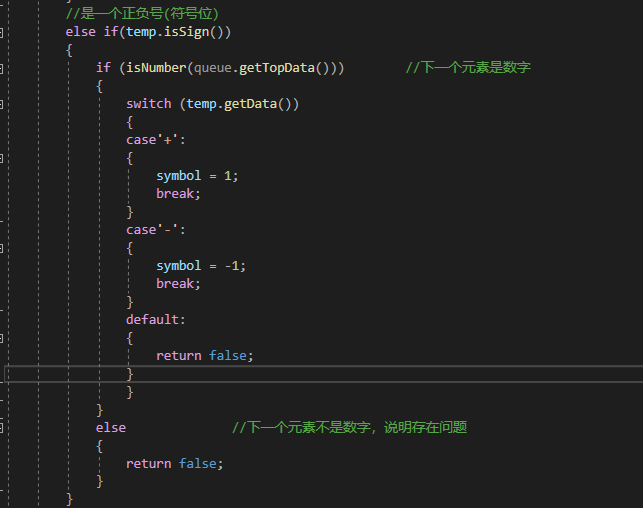 //是一个正负号(符号位)
else if(temp.isSign())
{
if (isNumber(queue.getTopData())) //下一个元素是数字
{
switch (temp.getData())
{
case'+':
{
symbol = 1;
break;
}
case'-':
{
symbol = -1;
break;
}
default:
{
return false;
}
}
}
else //下一个元素不是数字，说明存在问题
{
return false;
}
}